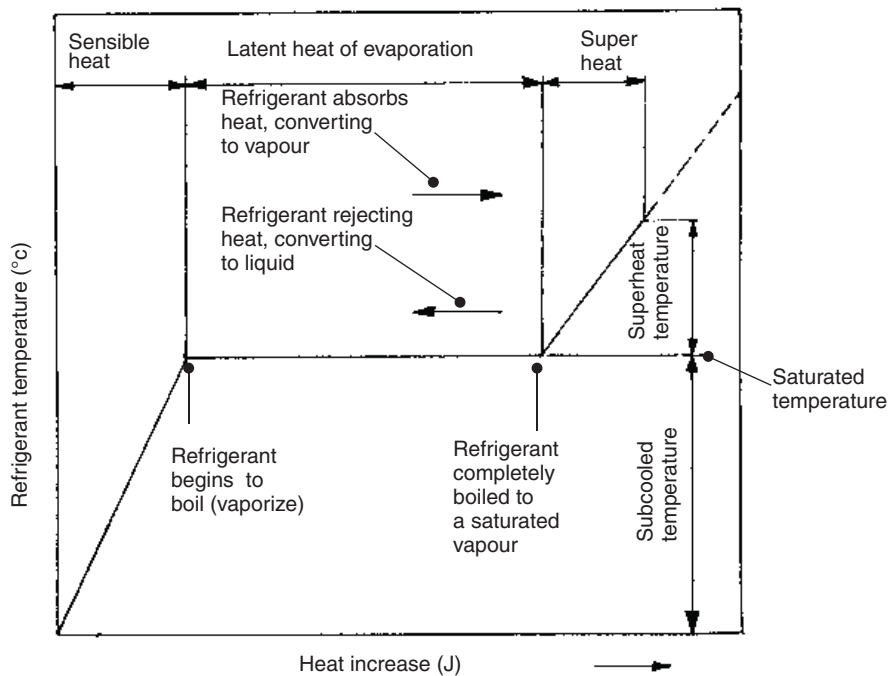 Sensible
heat
Latent heat of evaporation
Super
heat
Refrigerant absorbs
heat, converting
to vapour
Refrigerant rejecting
heat, converting
to liquid
Superheat
temperature
Saturated
temperature
Refrigerant
begins to
boil (vaporize)
Refrigerant
completely
boiled to
a saturated
vapour
Subcooled
temperature
Refrigerant temperature (°c)
Heat increase (J)